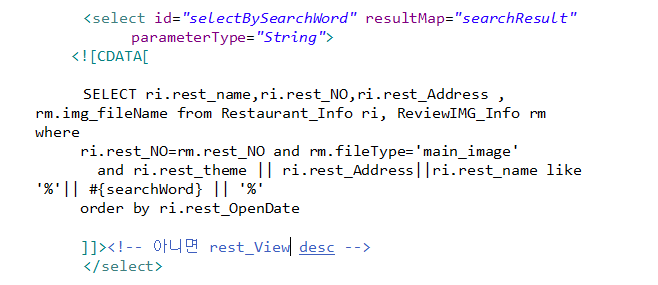 <select id="selectBySearchWord" resultMap="searchResult"
parameterType="String">
<![CDATA[
SELECT ri.rest_name,ri.rest_NO,ri.rest_Address ,
rm.img_fileName from Restaurant_Info ri, ReviewIMG_Info rm
where
ri.rest_NO=rm.rest_NO and rm.fileType='main_image'
and ri.rest_theme || ri.rest_Address||ri.rest_name like
'%'|| #{searchWord} || '%'
order by ri.rest_OpenDate
]]><!-- 아니면 rest_View desc -->
</select>